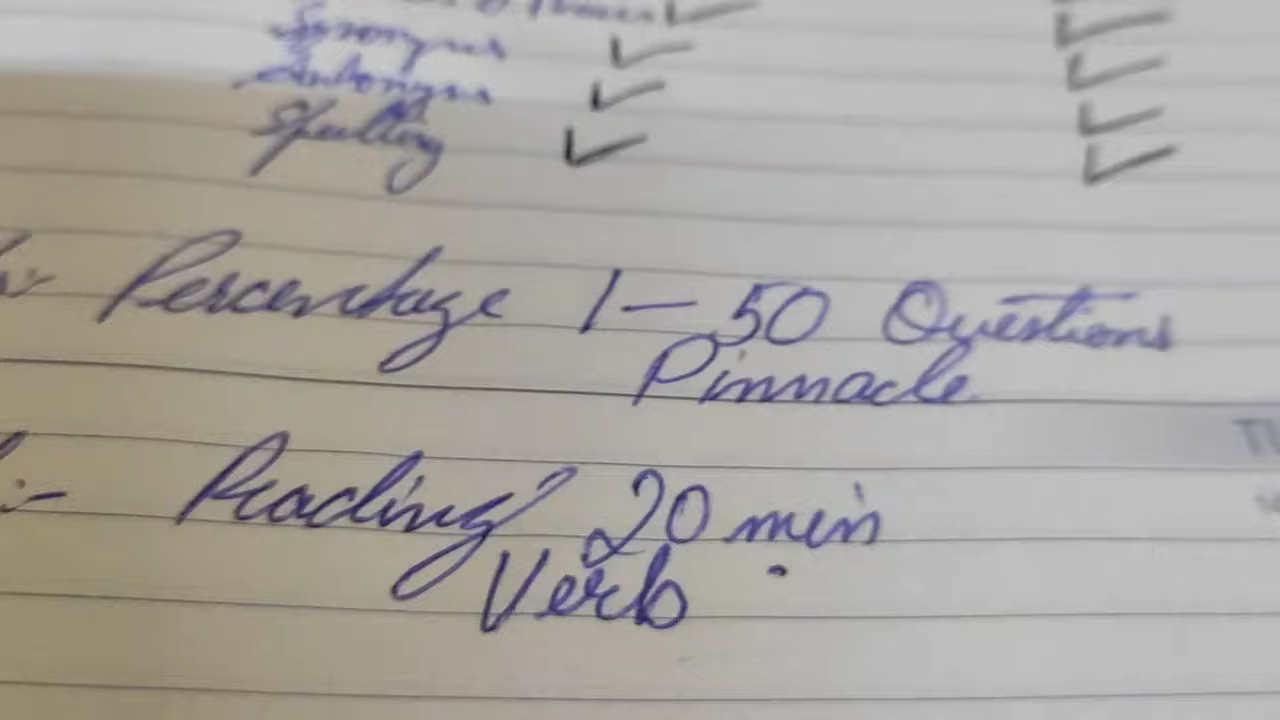 Synonyms
Antonyms
Spelling
Percentage 1 - 50 Questions
Pinnacle
:- Reading 20 min
Verb